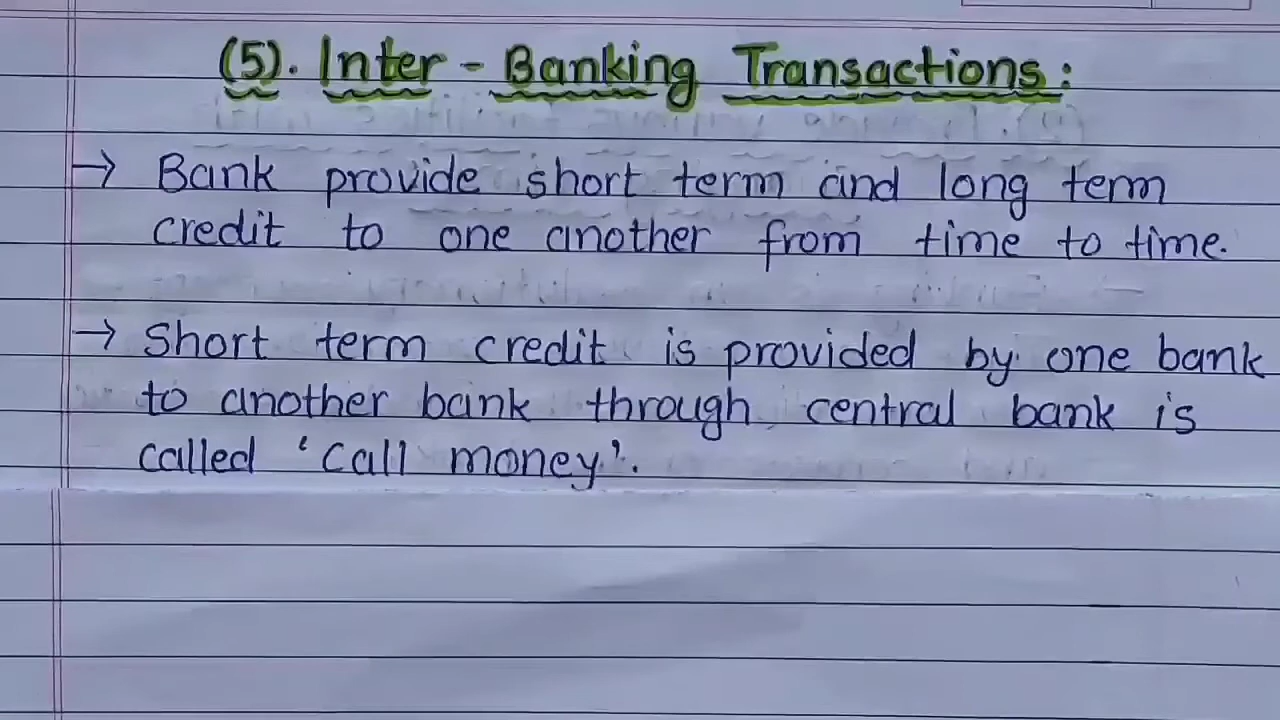 (5). Inter - Banking Transactions:
→ Bank provide short term and long term
credit to one another from time to time.
→ Short term credit is provided by one bank
to another bank through central bank is
called 'call money'.